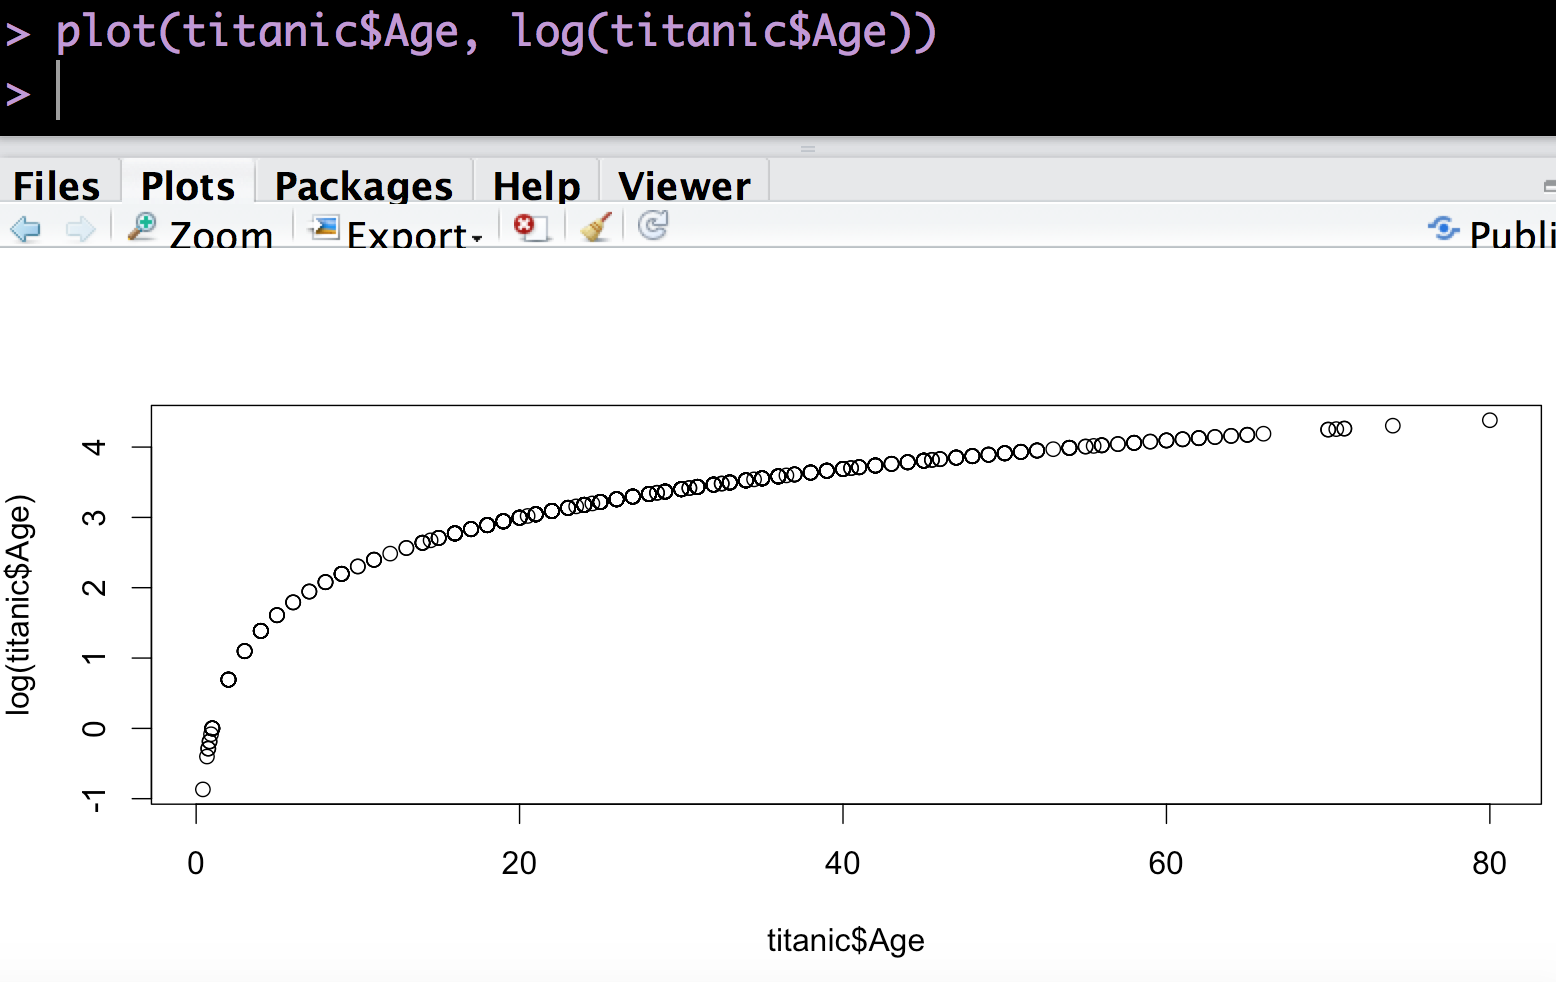 > plot(titanic$Age, log(titanic$Age))
>
Files Plots Packages Help Viewer
Zoom Export Publi
4
3
2
1
0
-1
log(titanic$Age)
0 20 40 60 80
titanic$Age